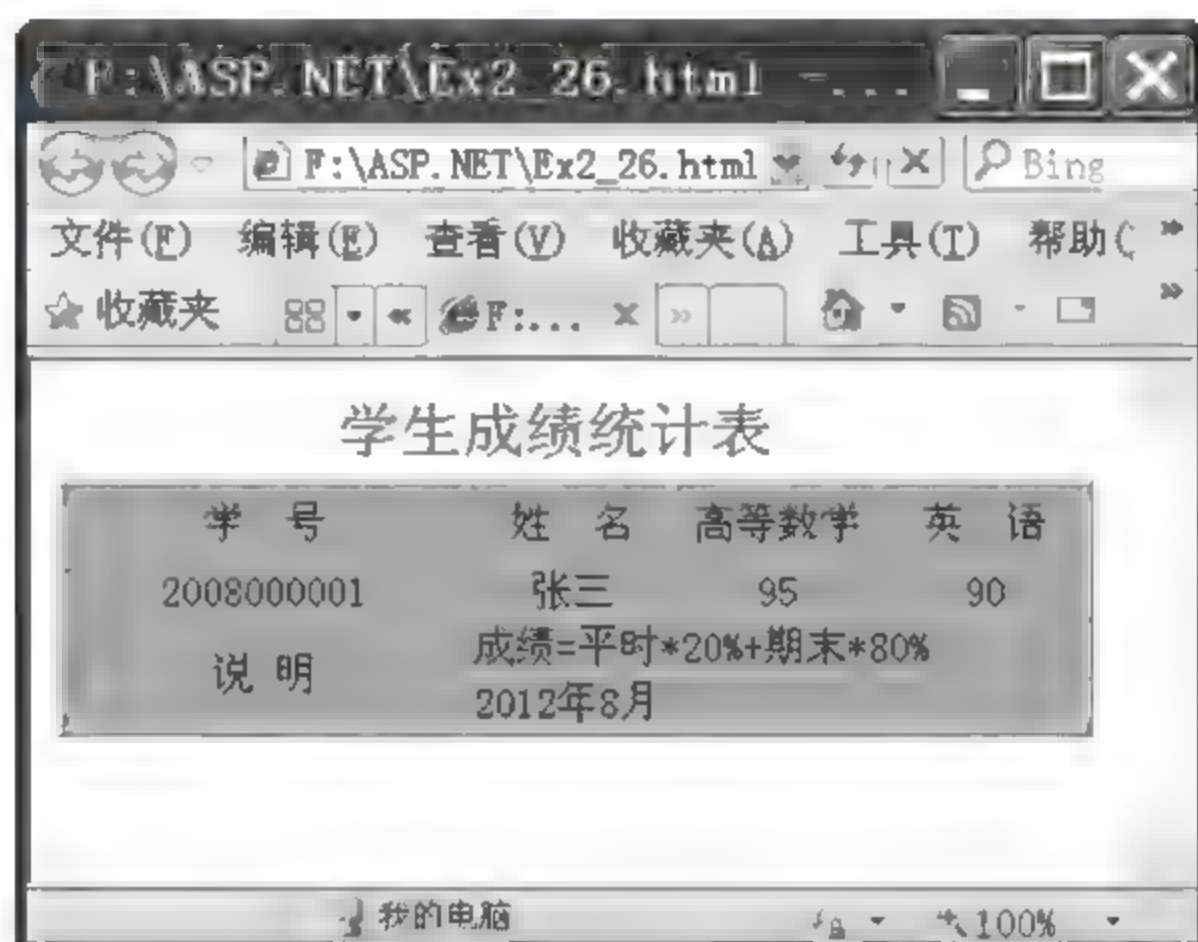 F:\ASP.NET\Ex2_26.html - ...
F:\ASP.NET\Ex2_26.html Bing
文件(F) 编辑(E) 查看(V) 收藏夹(A) 工具(T) 帮助( »
收藏夹 « F:... »  »
学生成绩统计表
学 号 姓 名 高等数学 英 语
2008000001 张三 95 90
说 明 成绩=平时*20%+期末*80%
2012年8月
我的电脑 100%